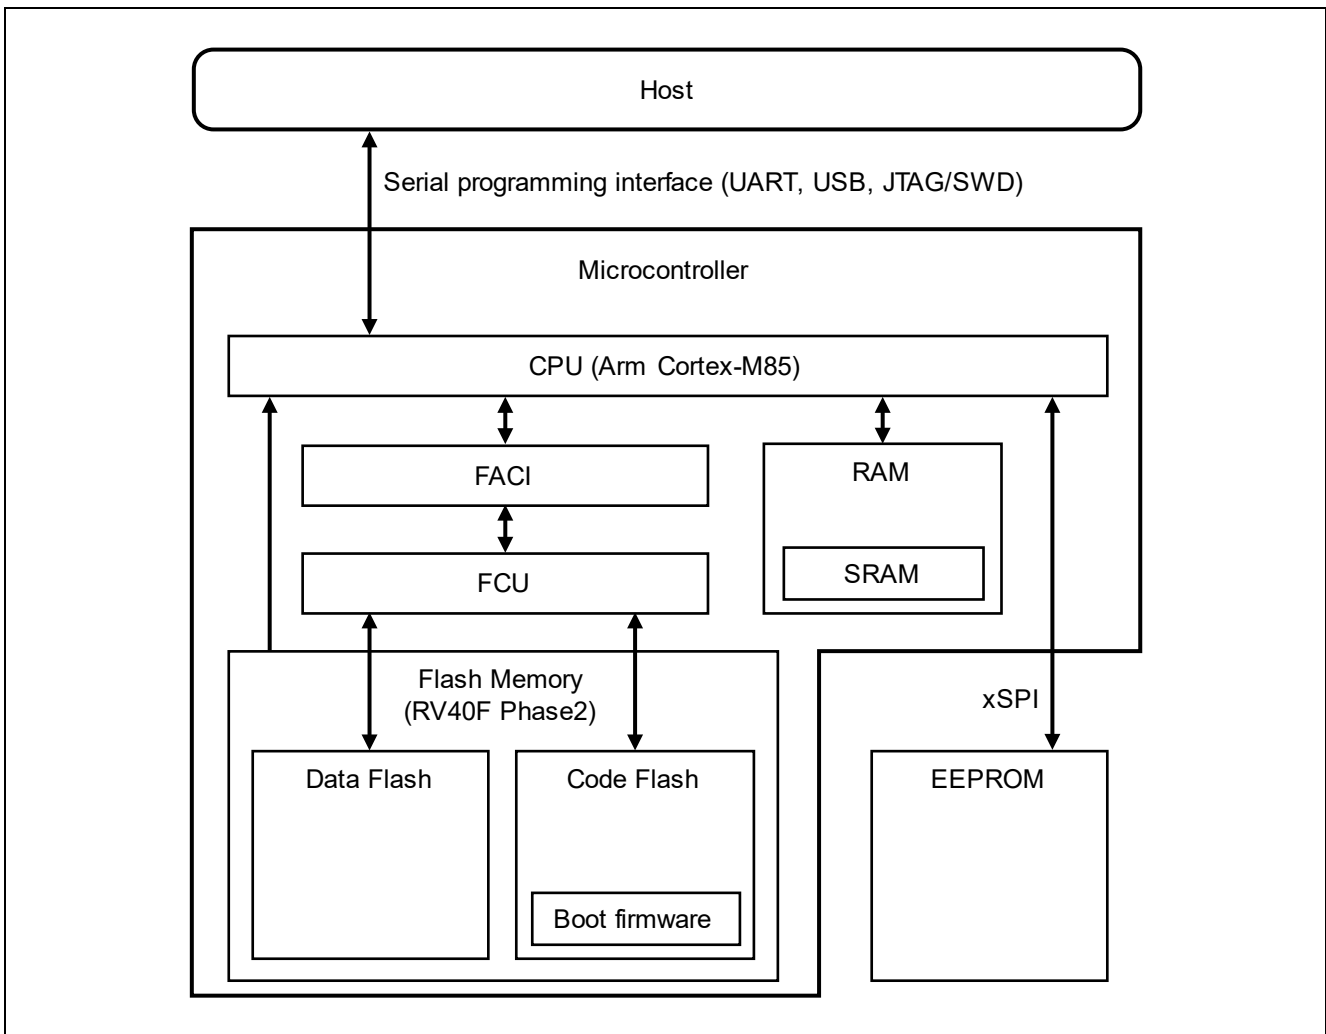 Host
Serial programming interface (UART, USB, JTAG/SWD)
Microcontroller
CPU (Arm Cortex-M85)
FACI
RAM
FCU
SRAM
Flash Memory
(RV40F Phase2)
xSPI
Data Flash
Code Flash
EEPROM
Boot firmware